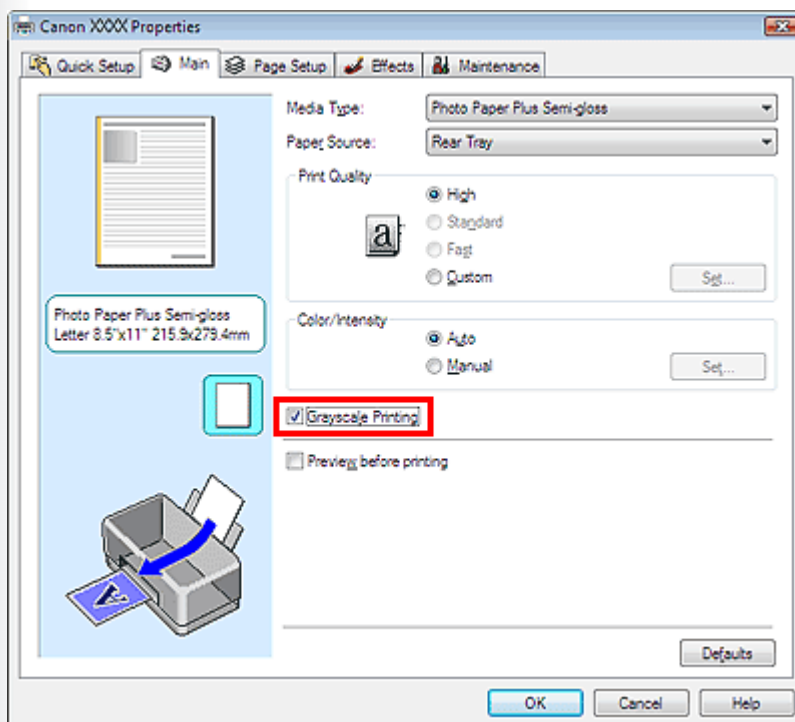 Canon XXXX Properties
Quick Setup Main Page Setup Effects Maintenance
Media Type: Photo Paper Plus Semi-gloss
Paper Source: Rear Tray
Print Quality
High
a
Standard
Fast
Custom Set...
Photo Paper Plus Semi-gloss
Letter 8.5"x11" 215.9x279.4mm
Color/Intensity
Auto
Manual Set...
Grayscale Printing
Preview before printing
A
Defaults
OK Cancel Help